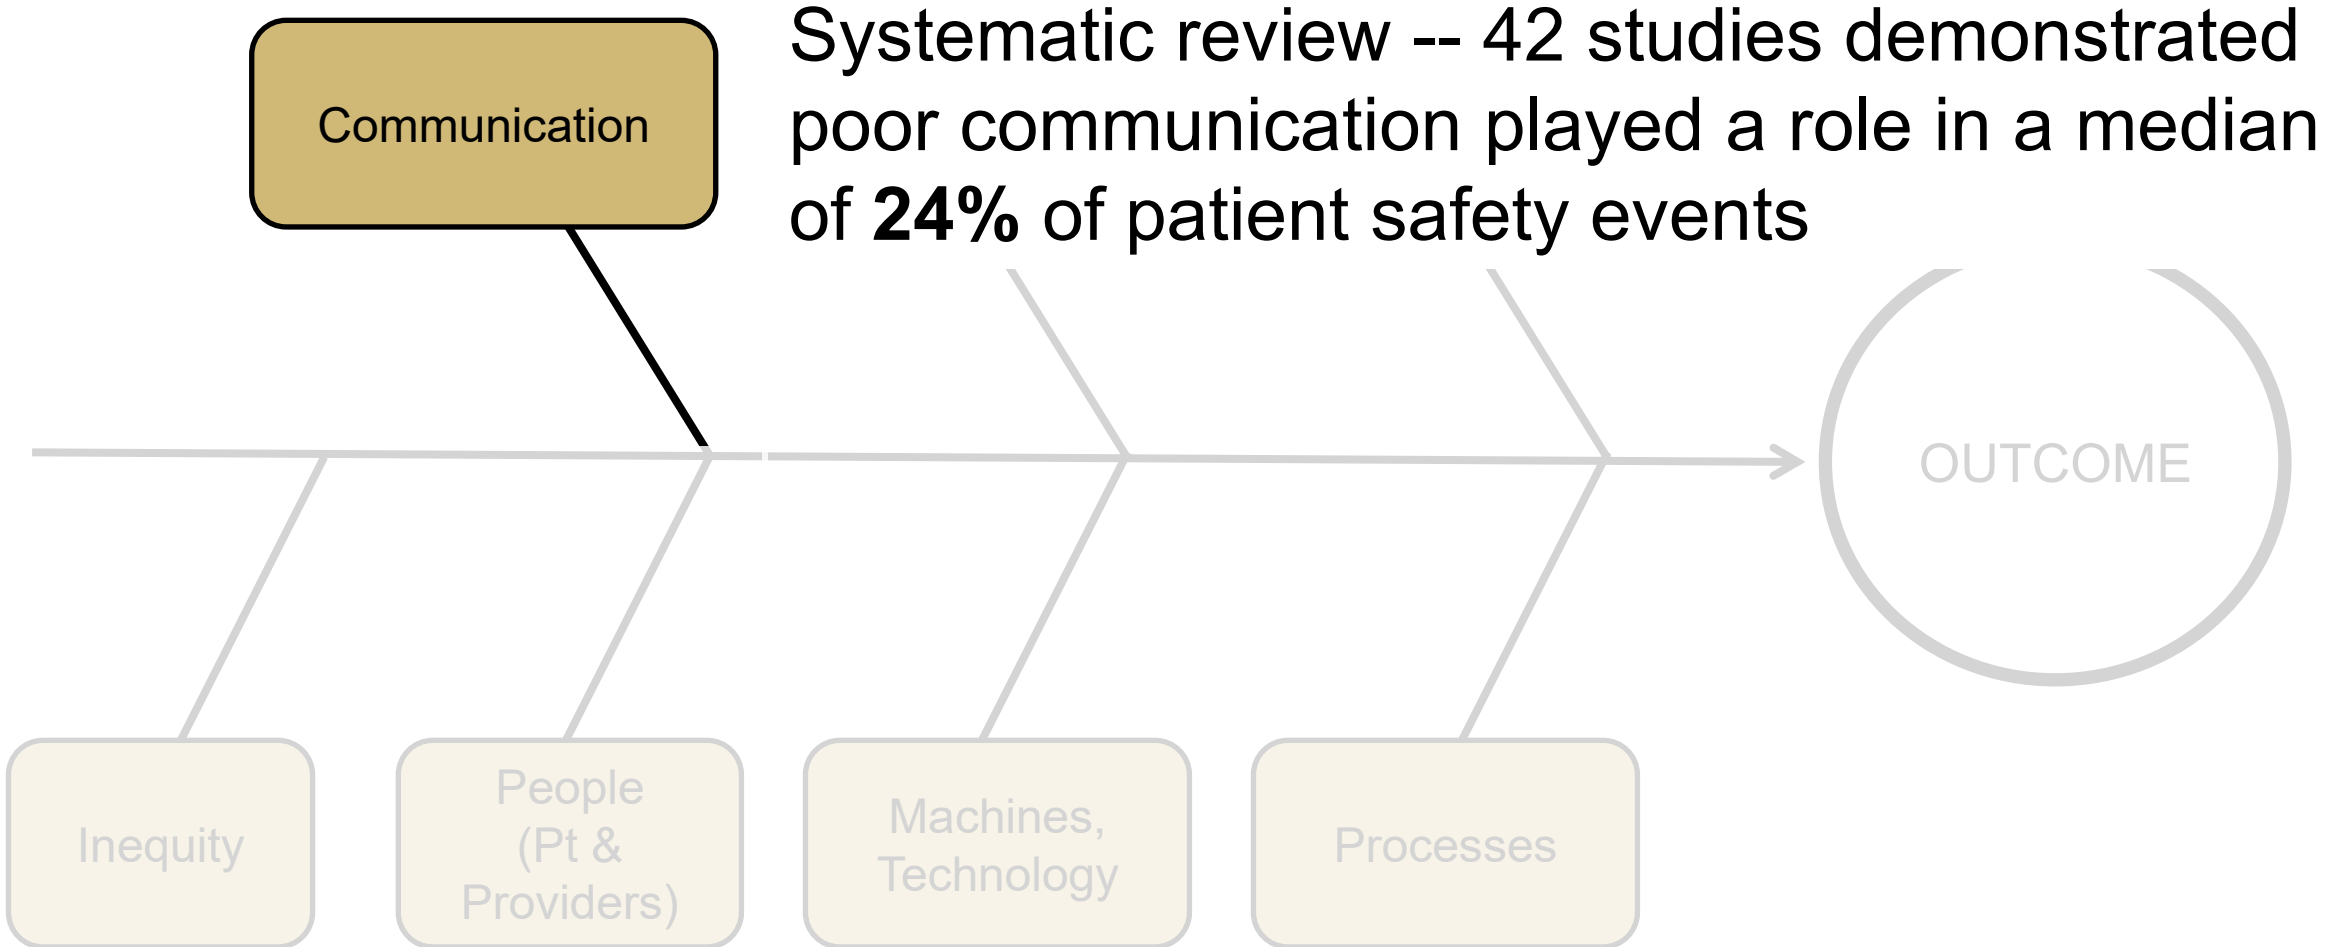 Communication
Systematic review -- 42 studies demonstrated
poor communication played a role in a median
of 24% of patient safety events
OUTCOME
Inequity
People
(Pt &
Providers)
Machines,
Technology
Processes